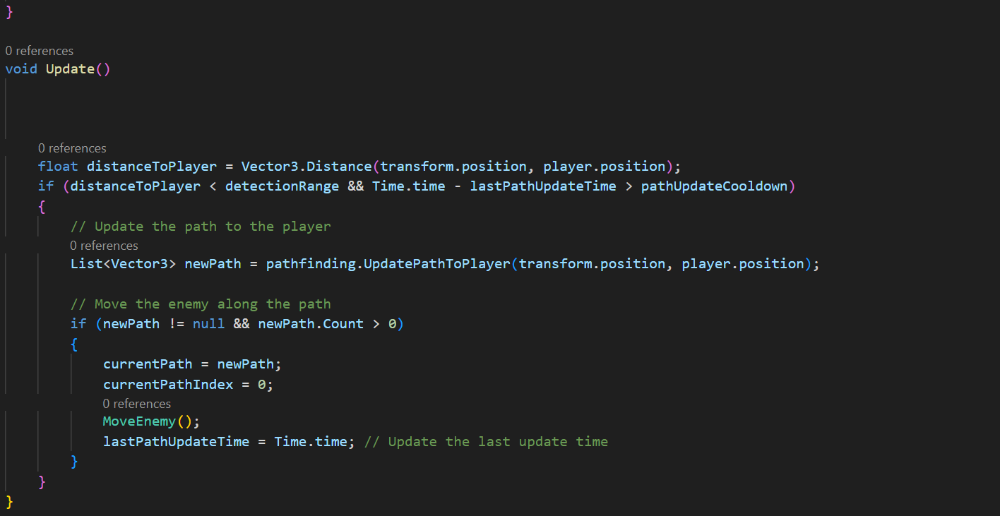 }
0 references
void Update()
0 references
float distanceToPlayer = Vector3.Distance(transform.position, player.position);
if (distanceToPlayer < detectionRange && Time.time - lastPathUpdateTime > pathUpdateCooldown)
{
// Update the path to the player
0 references
List<Vector3> newPath = pathfinding.UpdatePathToPlayer(transform.position, player.position);
// Move the enemy along the path
if (newPath != null && newPath.Count > 0)
{
currentPath = newPath;
currentPathIndex = 0;
0 references
MoveEnemy();
lastPathUpdateTime = Time.time; // Update the last update time
}
}
}